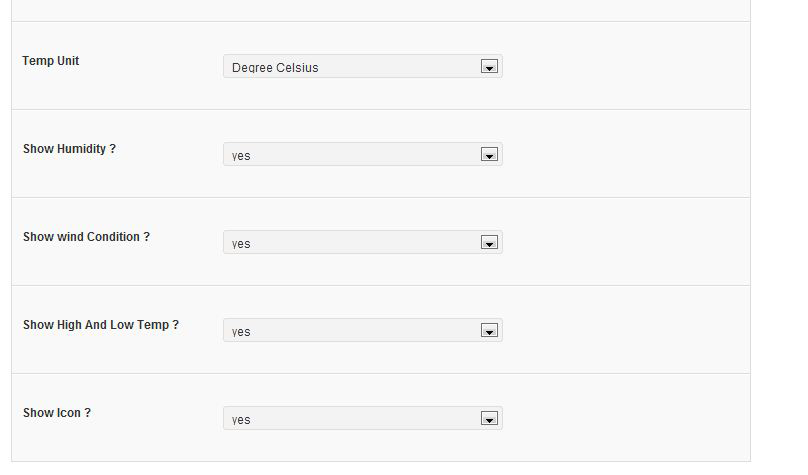 Temp Unit
Degree Celsius
Show Humidity ?
yes
Show wind Condition ?
yes
Show High And Low Temp ?
yes
Show Icon ?
yes